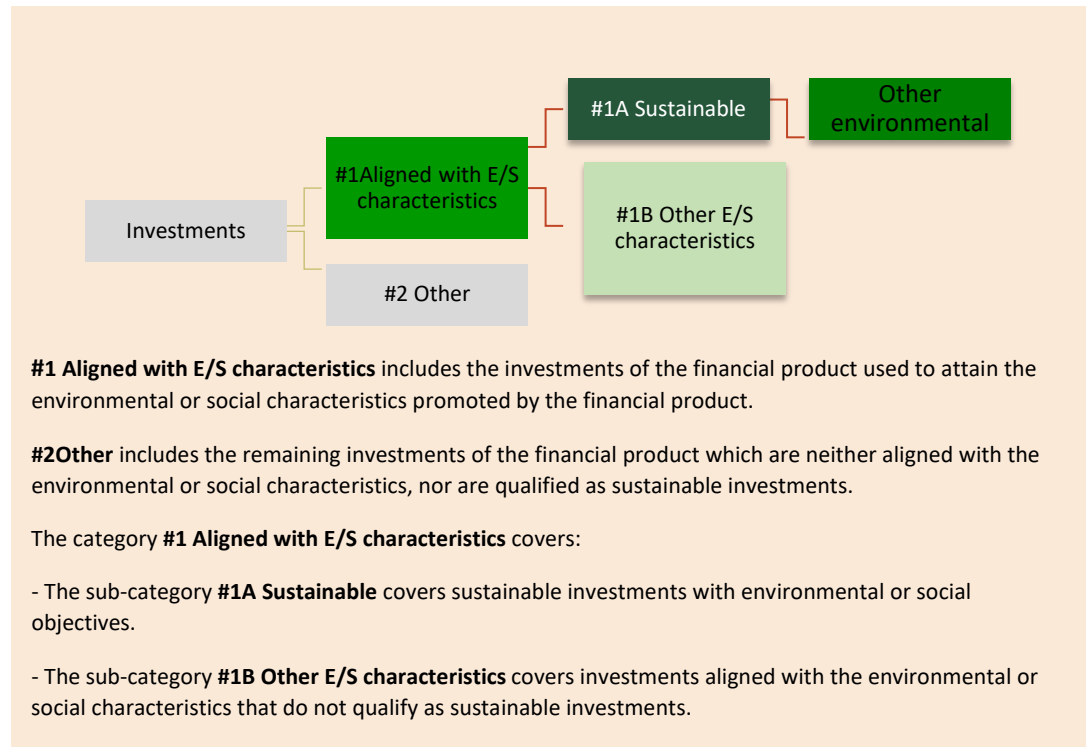 Other
environmental
#1A Sustainable
#1Aligned with E/S
characteristics
#1B Other E/S
characteristics
Investments
#2 Other
#1 Aligned with E/S characteristics includes the investments of the financial product used to attain the
environmental or social characteristics promoted by the financial product.
#2Other includes the remaining investments of the financial product which are neither aligned with the
environmental or social characteristics, nor are qualified as sustainable investments.
The category #1 Aligned with E/S characteristics covers:
- The sub-category #1A Sustainable covers sustainable investments with environmental or social
objectives.
- The sub-category #1B Other E/S characteristics covers investments aligned with the environmental or
social characteristics that do not qualify as sustainable investments.